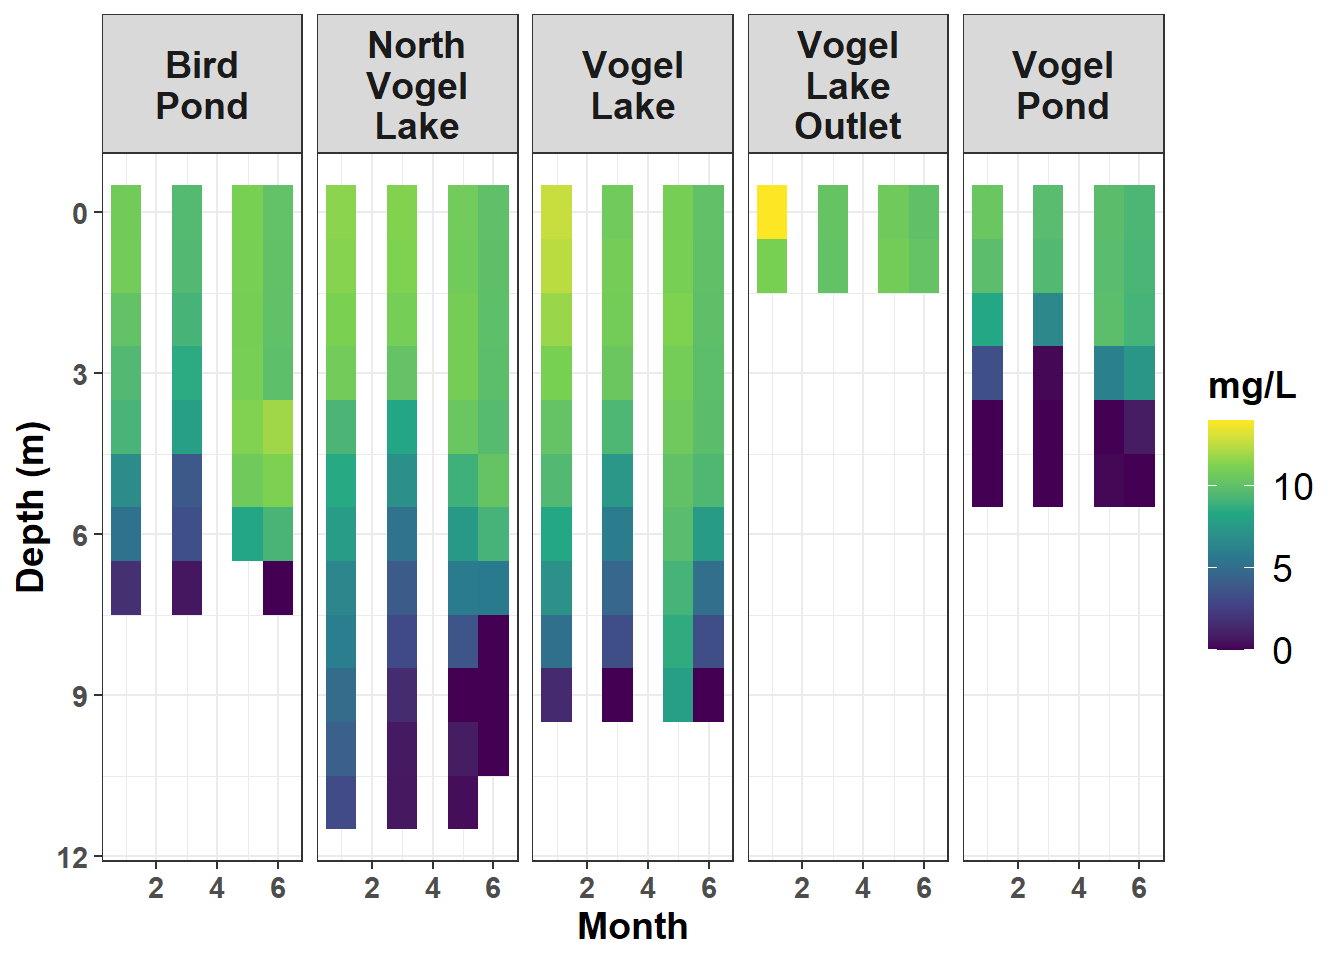 Bird
Pond
North
Vogel
Lake
Vogel
Lake
Vogel
Lake
Outlet
Vogel
Pond
0
3
6
9
12
Depth (m)
2 4 6
2 4 6
2 4 6
2 4 6
2 4 6
Month
mg/L
10
5
0